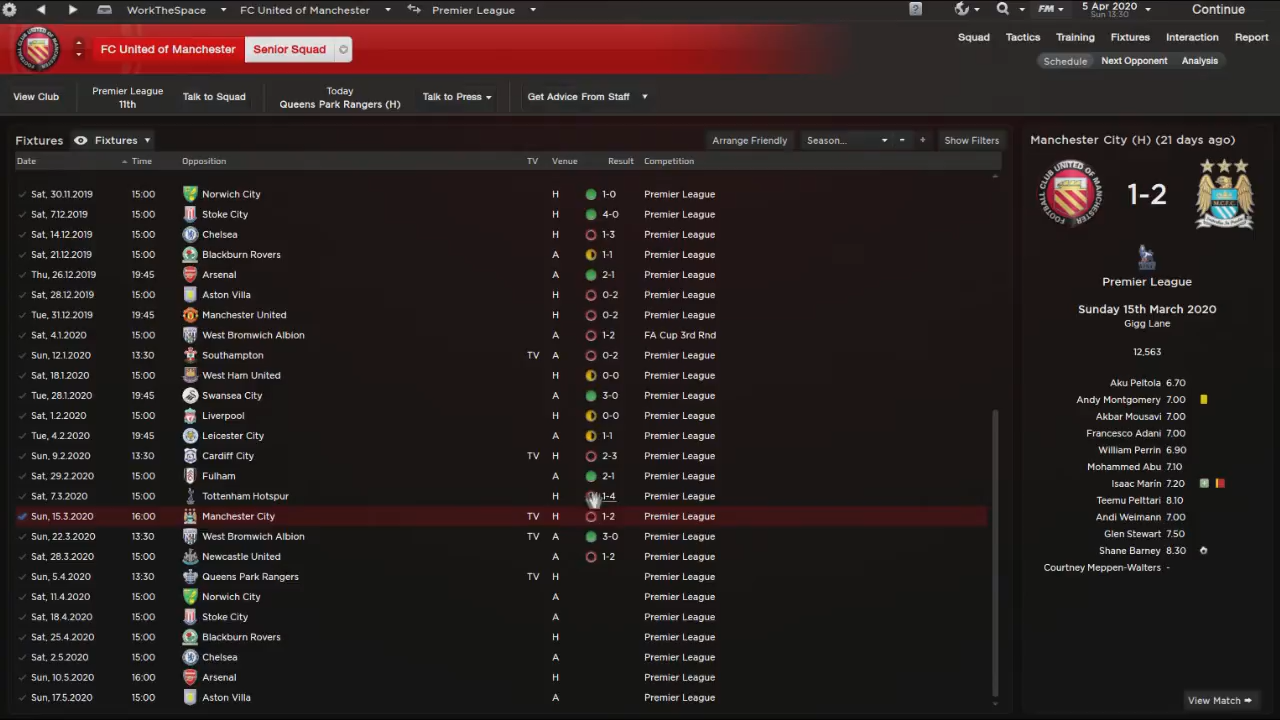 WorkTheSpace FC United of Manchester Premier League FM 5 Apr 2020 Sun 13:30 Continue
FC United of Manchester Senior Squad
Squad Tactics Training Fixtures Interaction Report
Schedule Next Opponent Analysis
View Club Premier League 11th Talk to Squad Today Queens Park Rangers (H) Talk to Press Get Advice From Staff
Fixtures Fixtures Arrange Friendly Season... - + Show Filters
Date Time Opposition TV Venue Result Competition
Sat, 30.11.2019 15:00 Norwich City H 1-0 Premier League
Sat, 7.12.2019 15:00 Stoke City H 4-0 Premier League
Sat, 14.12.2019 15:00 Chelsea H 1-3 Premier League
Sat, 21.12.2019 15:00 Blackburn Rovers A 1-1 Premier League
Thu, 26.12.2019 19:45 Arsenal A 2-1 Premier League
Sat, 28.12.2019 15:00 Aston Villa H 0-2 Premier League
Tue, 31.12.2019 19:45 Manchester United H 0-2 Premier League
Sat, 4.1.2020 15:00 West Bromwich Albion A 1-2 FA Cup 3rd Rnd
Sun, 12.1.2020 13:30 Southampton TV A 0-2 Premier League
Sat, 18.1.2020 15:00 West Ham United H 0-0 Premier League
Tue, 28.1.2020 19:45 Swansea City A 3-0 Premier League
Sat, 1.2.2020 15:00 Liverpool H 0-0 Premier League
Tue, 4.2.2020 19:45 Leicester City A 1-1 Premier League
Sun, 9.2.2020 13:30 Cardiff City TV H 2-3 Premier League
Sat, 29.2.2020 15:00 Fulham A 2-1 Premier League
Sat, 7.3.2020 15:00 Tottenham Hotspur H 1-4 Premier League
Sun, 15.3.2020 16:00 Manchester City TV H 1-2 Premier League
Sun, 22.3.2020 13:30 West Bromwich Albion TV A 3-0 Premier League
Sat, 28.3.2020 15:00 Newcastle United A 1-2 Premier League
Sun, 5.4.2020 13:30 Queens Park Rangers TV H Premier League
Sat, 11.4.2020 15:00 Norwich City A Premier League
Sat, 18.4.2020 15:00 Stoke City A Premier League
Sat, 25.4.2020 15:00 Blackburn Rovers H Premier League
Sat, 2.5.2020 15:00 Chelsea A Premier League
Sun, 10.5.2020 16:00 Arsenal H Premier League
Sun, 17.5.2020 15:00 Aston Villa A Premier League
Manchester City (H) (21 days ago)
1-2
Premier League
Sunday 15th March 2020
Gigg Lane
12,563
Aku Peltola 6.70
Andy Montgomery 7.00
Akbar Mousavi 7.00
Francesco Adani 7.00
William Perrin 6.90
Mohammed Abu 7.10
Isaac Marín 7.20
Teemu Pelttari 8.10
Andi Weimann 7.00
Glen Stewart 7.50
Shane Barney 8.30
Courtney Meppen-Walters -
View Match